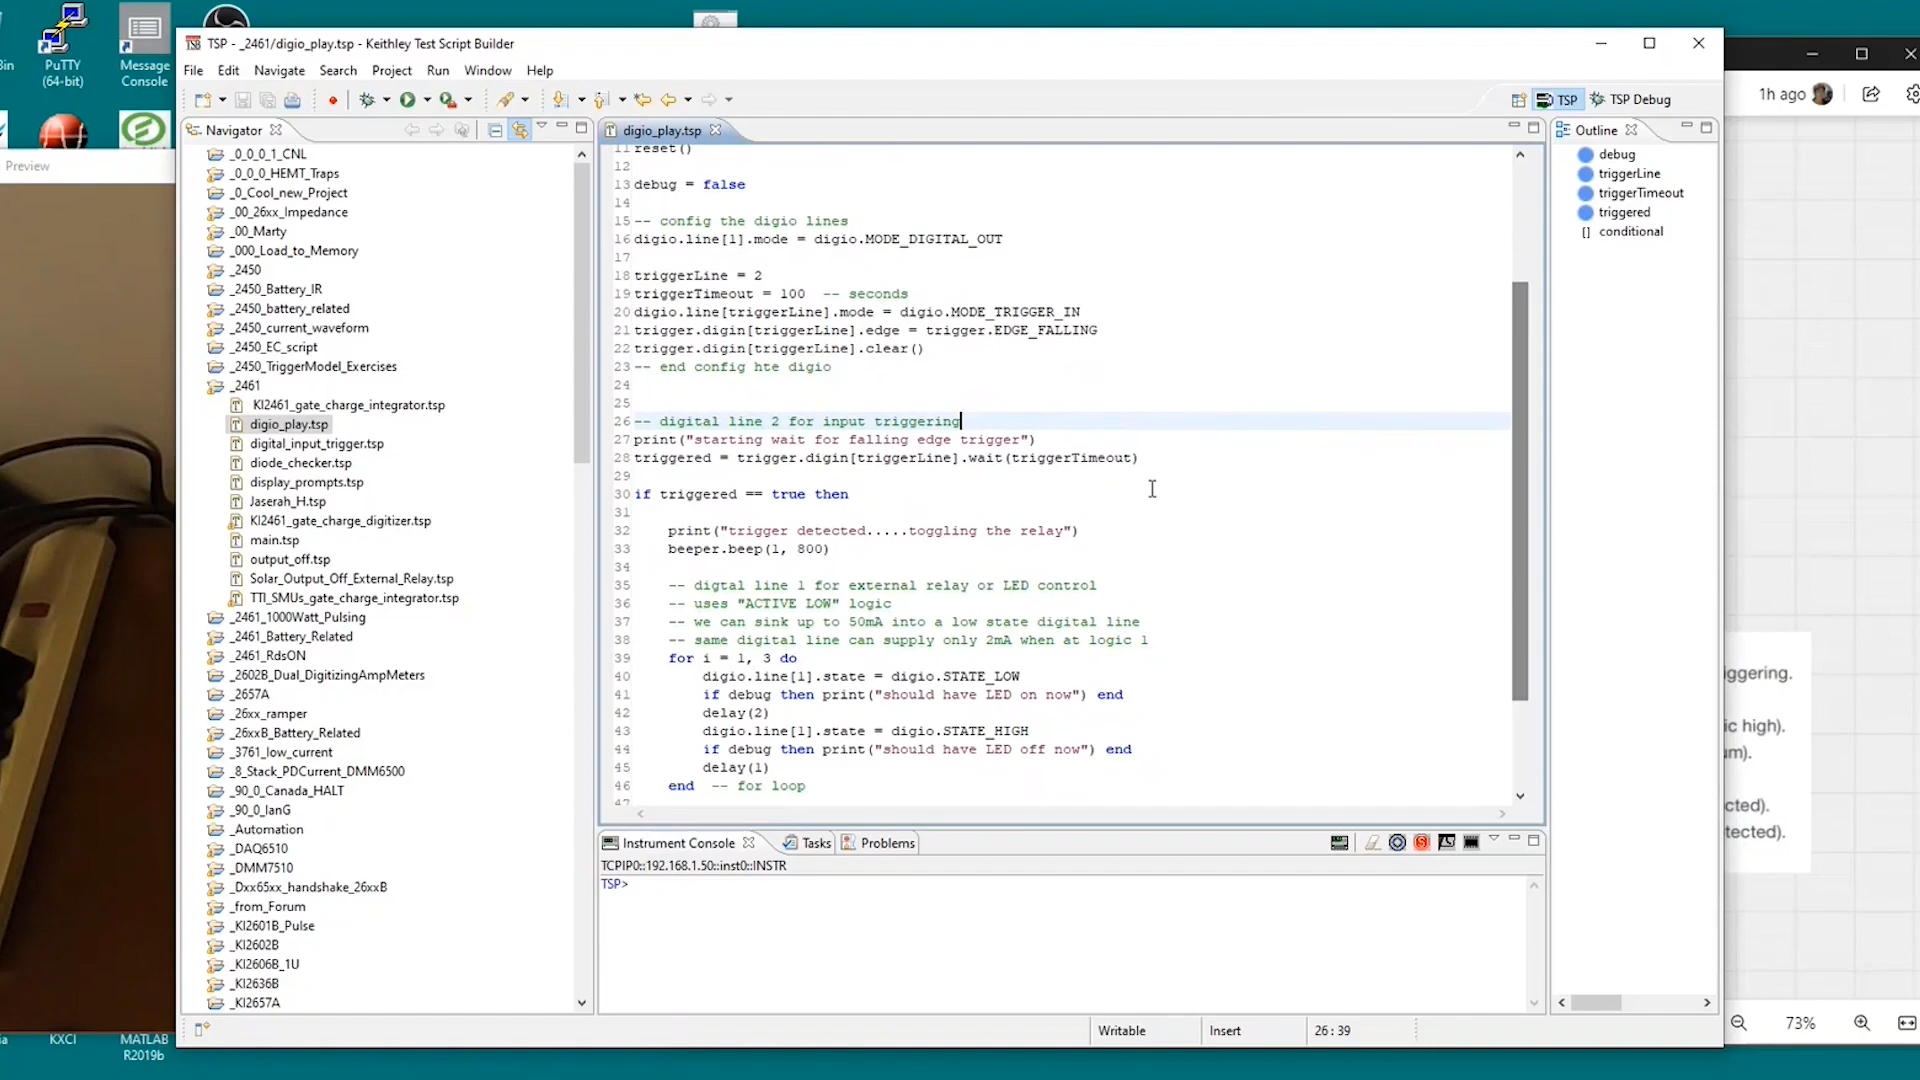 TSP - _2461/digio_play.tsp - Keithley Test Script Builder
File Edit Navigate Search Project Run Window Help
TSP TSP Debug
1h ago
PuTTY
(64-bit)
Message
Console
Preview
KXCI
MATLAB
R2019b
Navigator
_0_0_0_1_CNL
_0_0_0_HEMT_Traps
_0_Cool_new_Project
_00_26xx_Impedance
_00_Marty
_000_Load_to_Memory
_2450
_2450_Battery_IR
_2450_battery_related
_2450_current_waveform
_2450_EC_script
_2450_TriggerModel_Exercises
_2461
KI2461_gate_charge_integrator.tsp
digio_play.tsp
digital_input_trigger.tsp
diode_checker.tsp
display_prompts.tsp
Jaserah_H.tsp
KI2461_gate_charge_digitizer.tsp
main.tsp
output_off.tsp
Solar_Output_Off_External_Relay.tsp
TTI_SMUs_gate_charge_integrator.tsp
_2461_1000Watt_Pulsing
_2461_Battery_Related
_2461_RdsON
_2602B_Dual_DigitizingAmpMeters
_2657A
_26xx_ramper
_26xxB_Battery_Related
_3761_low_current
_8_Stack_PDCurrent_DMM6500
_90_0_Canada_HALT
_90_0_IanG
_Automation
_DAQ6510
_DMM7510
_Dxx65xx_handshake_26xxB
_from_Forum
_KI2601B_Pulse
_KI2602B
_KI2606B_1U
_KI2636B
_KI2657A
digio_play.tsp
11 reset()
12
13 debug = false
14
15 -- config the digio lines
16 digio.line[1].mode = digio.MODE_DIGITAL_OUT
17
18 triggerLine = 2
19 triggerTimeout = 100 -- seconds
20 digio.line[triggerLine].mode = digio.MODE_TRIGGER_IN
21 trigger.digin[triggerLine].edge = trigger.EDGE_FALLING
22 trigger.digin[triggerLine].clear()
23 -- end config hte digio
24
25
26 -- digital line 2 for input triggering
27 print("starting wait for falling edge trigger")
28 triggered = trigger.digin[triggerLine].wait(triggerTimeout)
29
30 if triggered == true then
31
32 print("trigger detected.....toggling the relay")
33 beeper.beep(1, 800)
34
35 -- digtal line 1 for external relay or LED control
36 -- uses "ACTIVE LOW" logic
37 -- we can sink up to 50mA into a low state digital line
38 -- same digital line can supply only 2mA when at logic 1
39 for i = 1, 3 do
40 digio.line[1].state = digio.STATE_LOW
41 if debug then print("should have LED on now") end
42 delay(2)
43 digio.line[1].state = digio.STATE_HIGH
44 if debug then print("should have LED off now") end
45 delay(1)
46 end -- for loop
47
Outline
debug
triggerLine
triggerTimeout
triggered
conditional
Instrument Console Tasks Problems
TCPIP0::192.168.1.50::inst0::INSTR
TSP>
Writable Insert 26 : 39
ggering.
ic high).
um).
cted).
tected).
73%